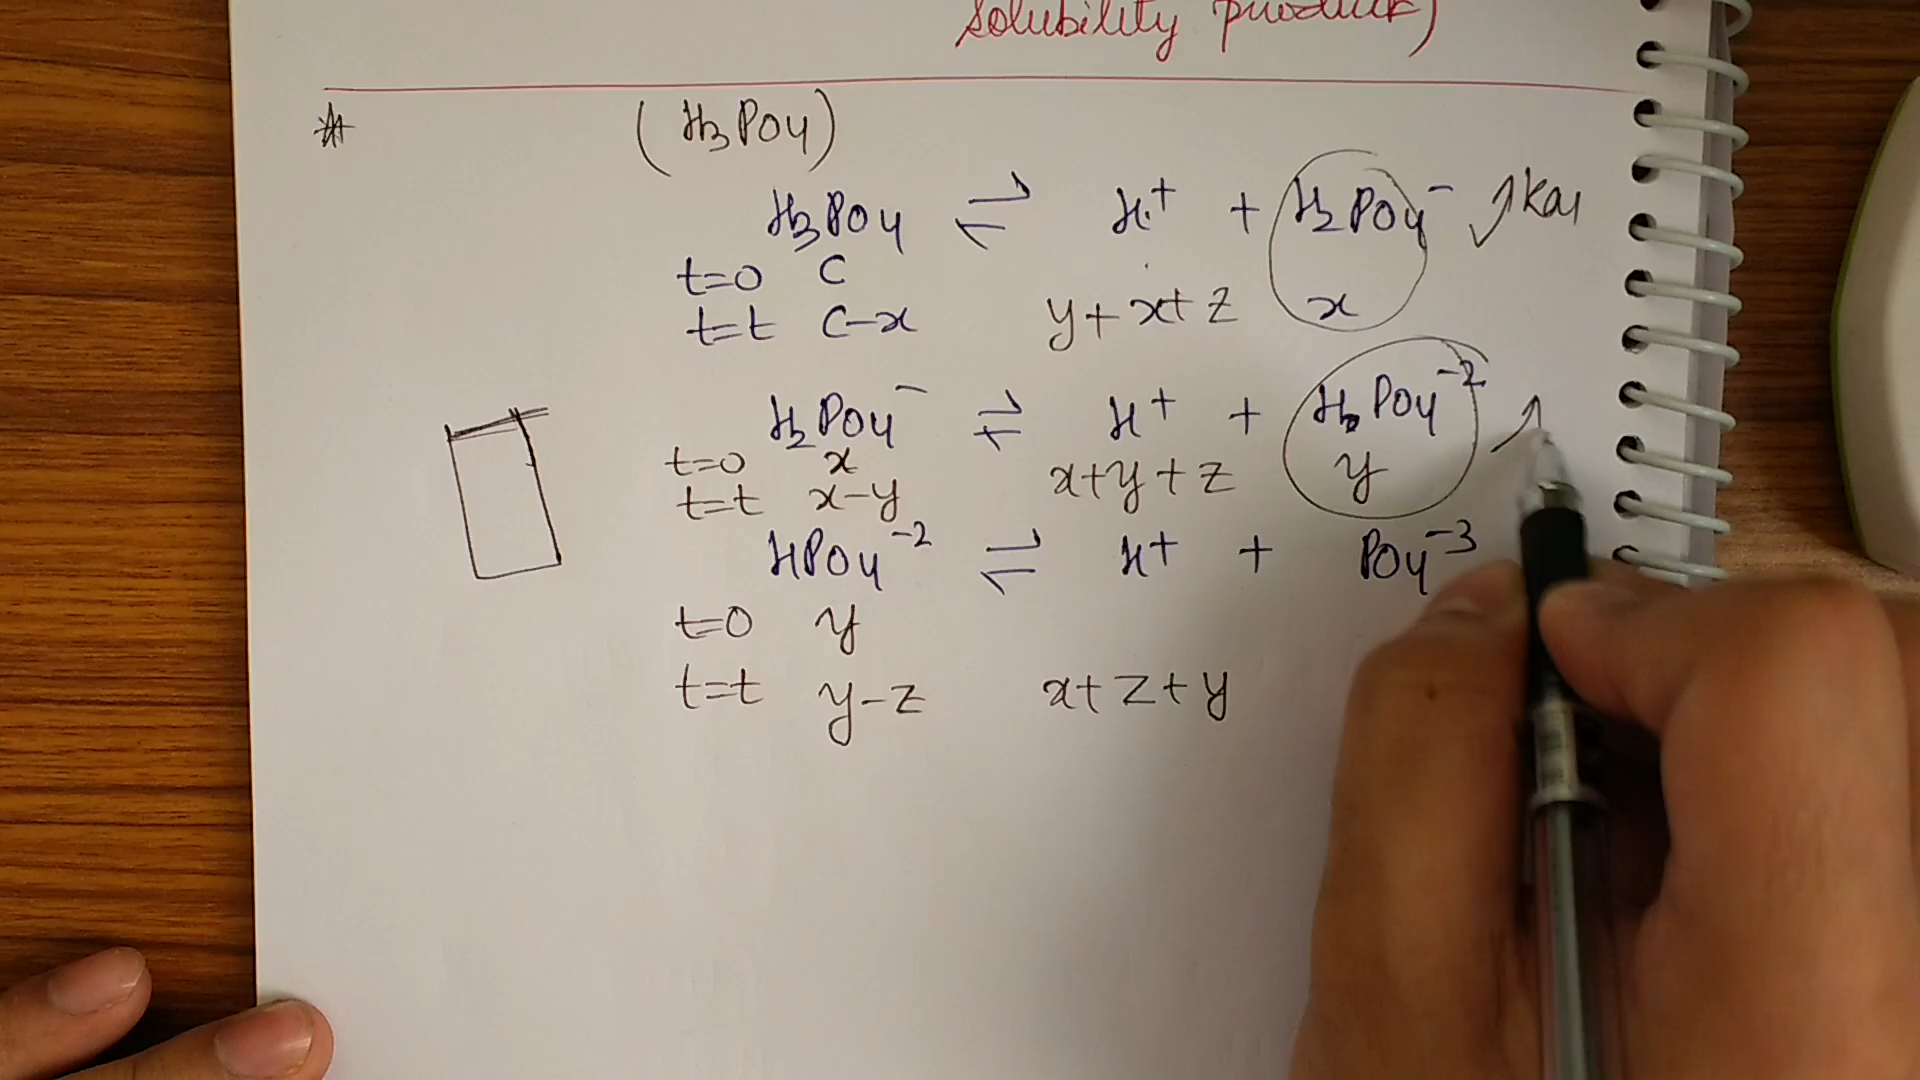 Solubility product)
(H3PO4)
H3PO4 ⇌ H+ + H2PO4− Ka1
t=0 C
t=t C−x y+x+z x
H2PO4− ⇌ H+ + HPO4−2
t=0 x
t=t x−y x+y+z y
HPO4−2 ⇌ H+ + PO4−3
t=0 y
t=t y−z x+z+y